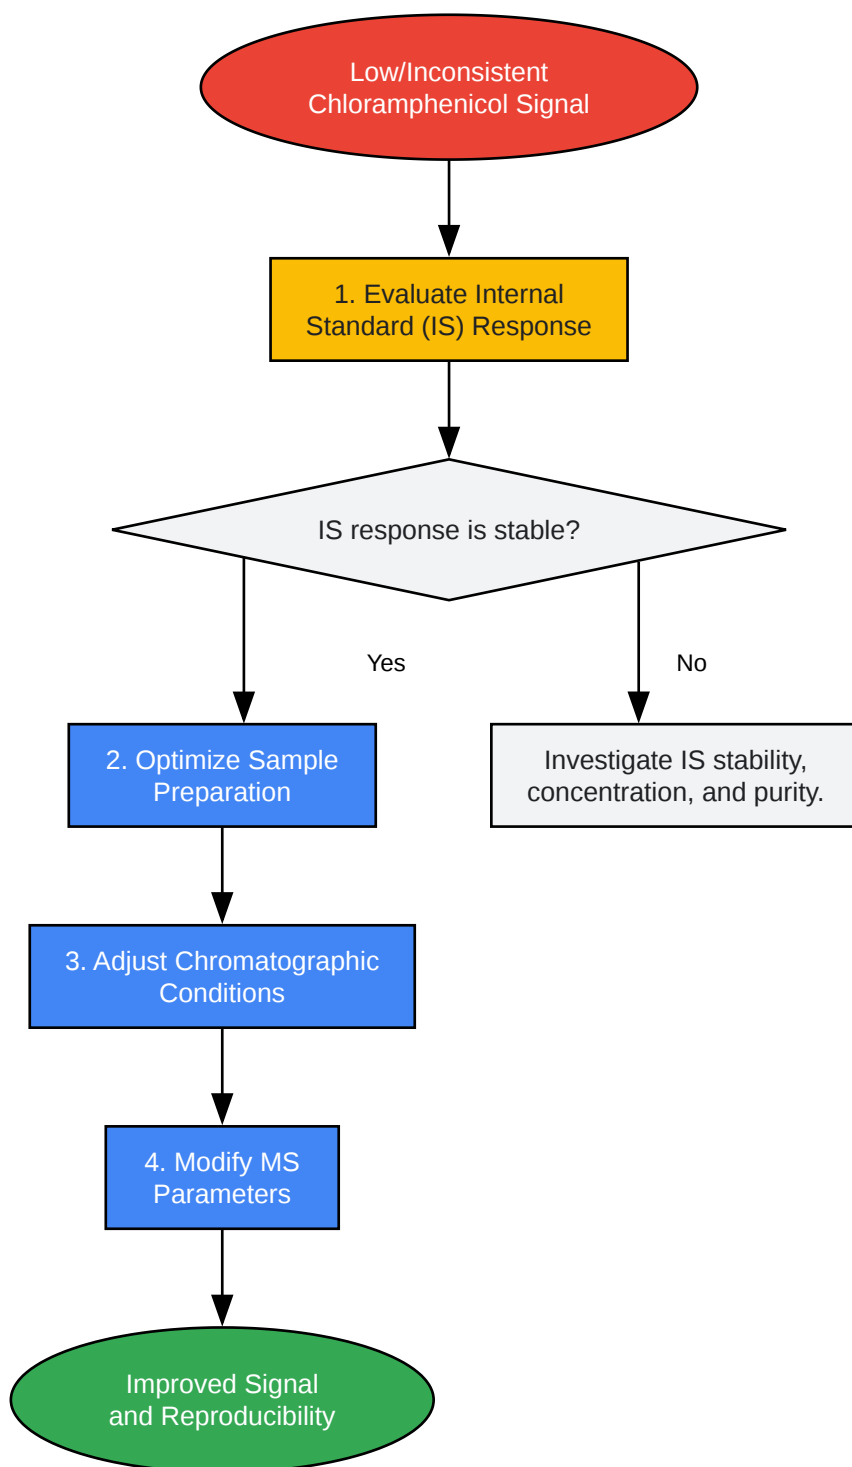 Low/Inconsistent
Chloramphenicol Signal
1. Evaluate Internal
Standard (IS) Response
IS response is stable?
Yes
No
2. Optimize Sample
Preparation
Investigate IS stability,
concentration, and purity.
3. Adjust Chromatographic
Conditions
4. Modify MS
Parameters
Improved Signal
and Reproducibility